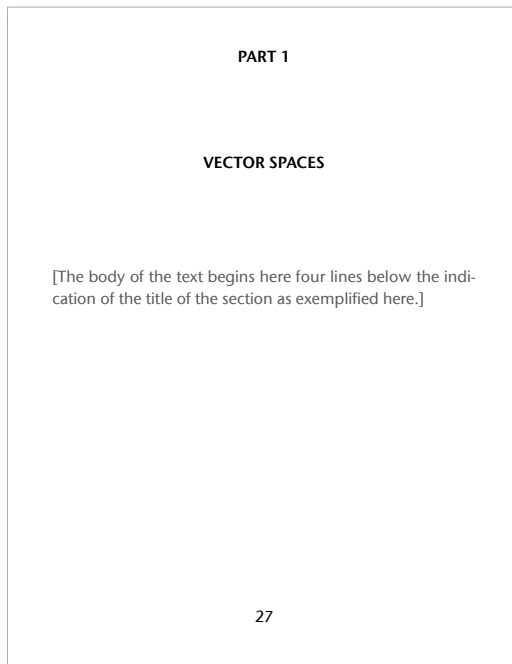 PART 1
VECTOR SPACES
[The body of the text begins here four lines below the indi-
cation of the title of the section as exemplified here.]
27